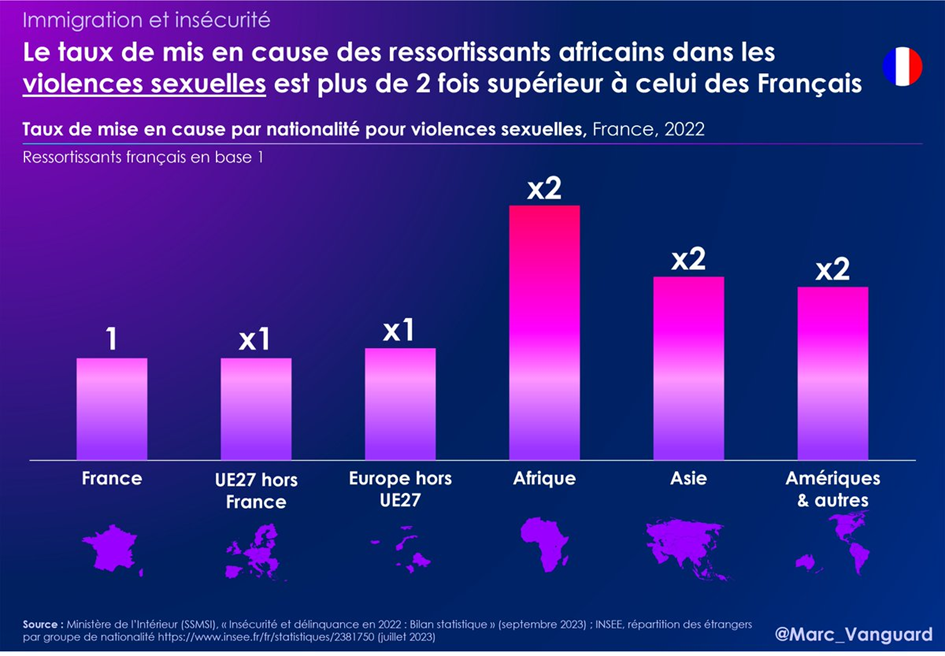 Immigration et insécurité
Le taux de mis en cause des ressortissants africains dans les
violences sexuelles est plus de 2 fois supérieur à celui des Français
Taux de mise en cause par nationalité pour violences sexuelles, France, 2022
Ressortissants français en base 1
1
x1
x1
x2
x2
x2
France
UE27 hors
France
Europe hors
UE27
Afrique
Asie
Amériques
& autres
Source : Ministère de l'Intérieur (SSMSI), « Insécurité et délinquance en 2022 : Bilan statistique » (septembre 2023) ; INSEE, répartition des étrangers
par groupe de nationalité https://www.insee.fr/fr/statistiques/2381750 (juillet 2023)
@Marc_Vanguard